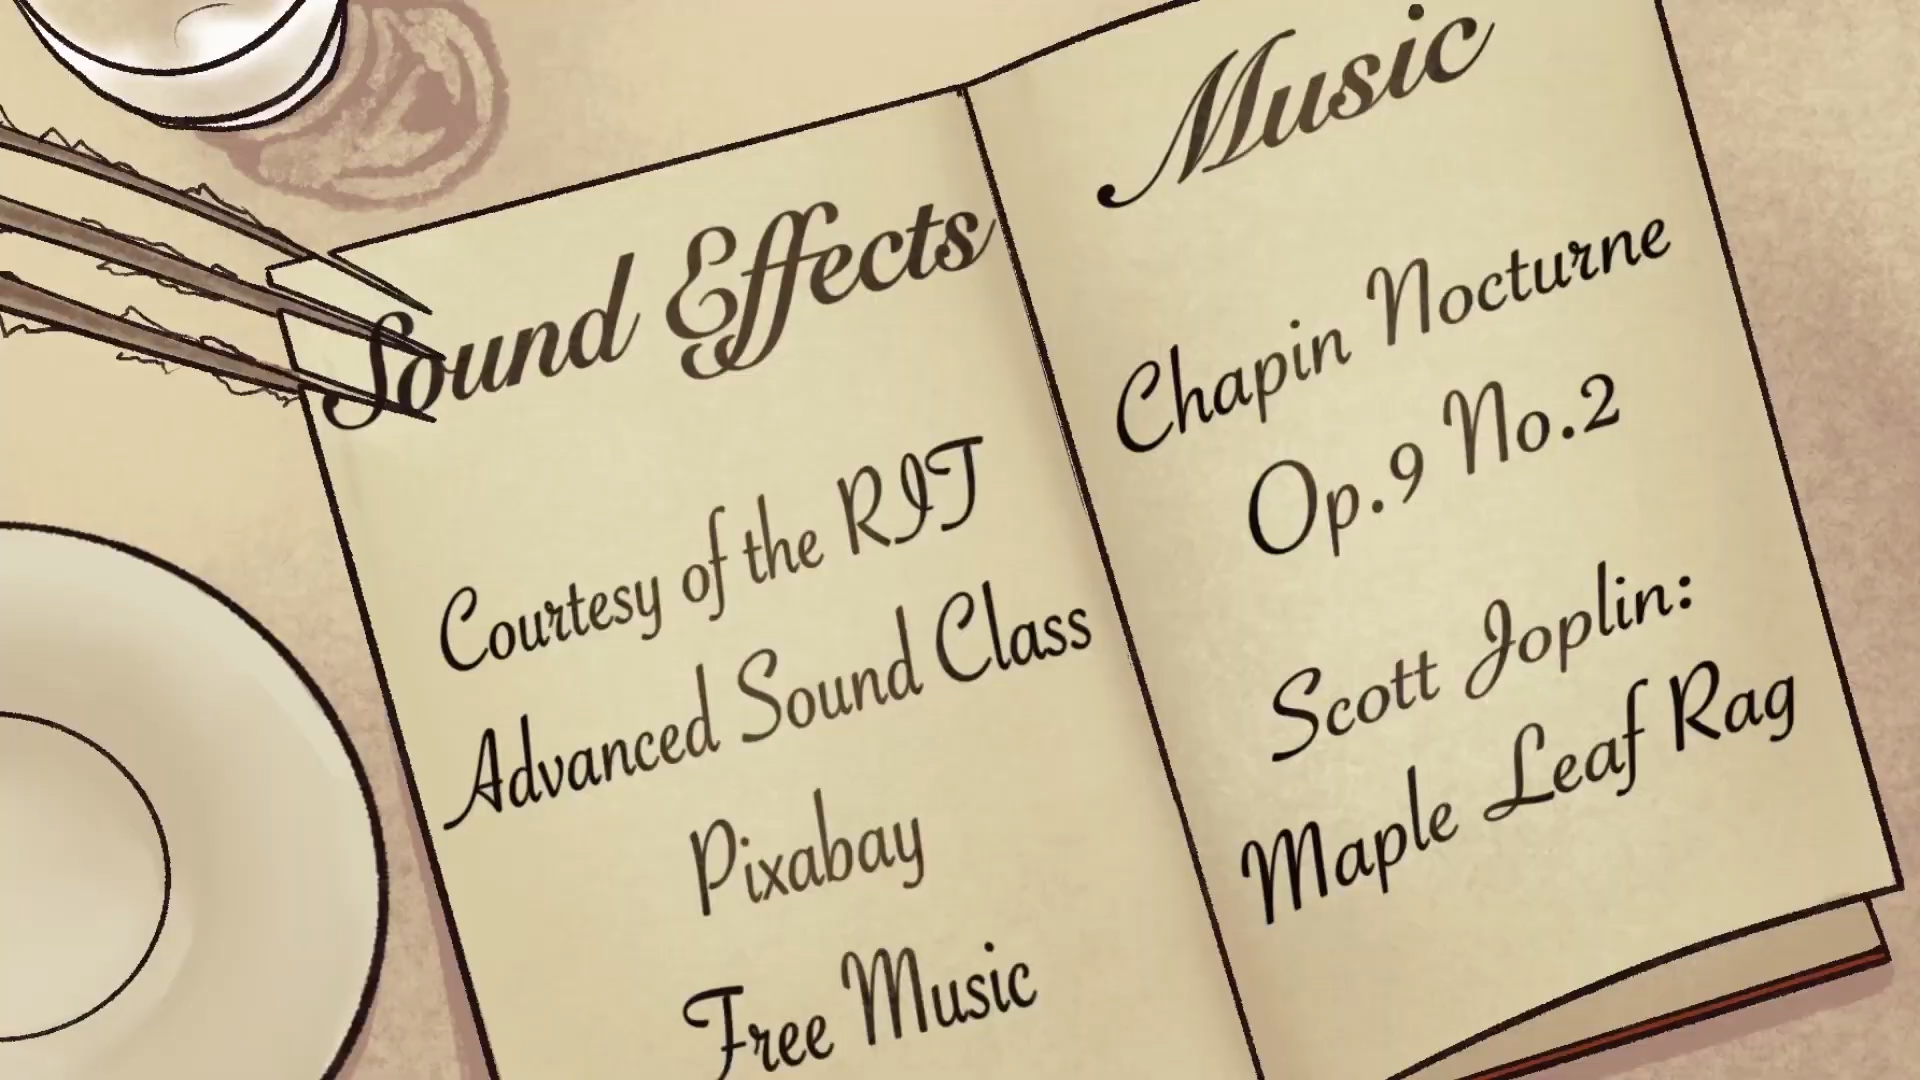 Sound Effects
Courtesy of the RIT
Advanced Sound Class
Pixabay
Free Music
Music
Chapin Nocturne
Op.9 No.2
Scott Joplin:
Maple Leaf Rag